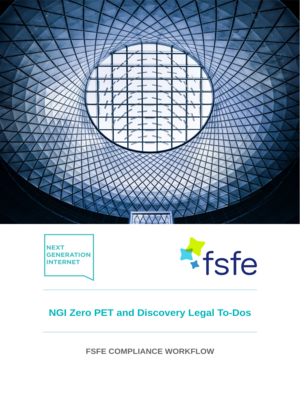 NEXT
GENERATION
INTERNET
fsfe
NGI Zero PET and Discovery Legal To-Dos
FSFE COMPLIANCE WORKFLOW